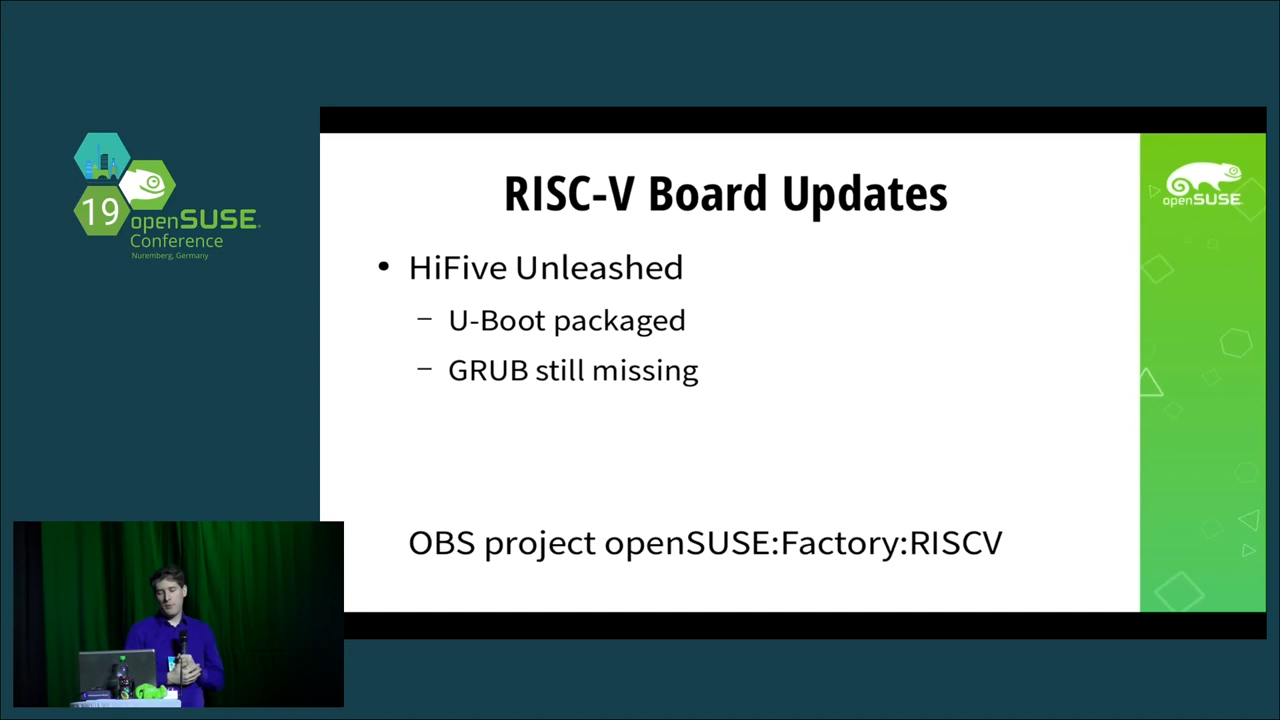 19
openSUSE
Conference
Nuremberg, Germany
RISC-V Board Updates
openSUSE
• HiFive Unleashed
– U-Boot packaged
– GRUB still missing
OBS project openSUSE:Factory:RISCV